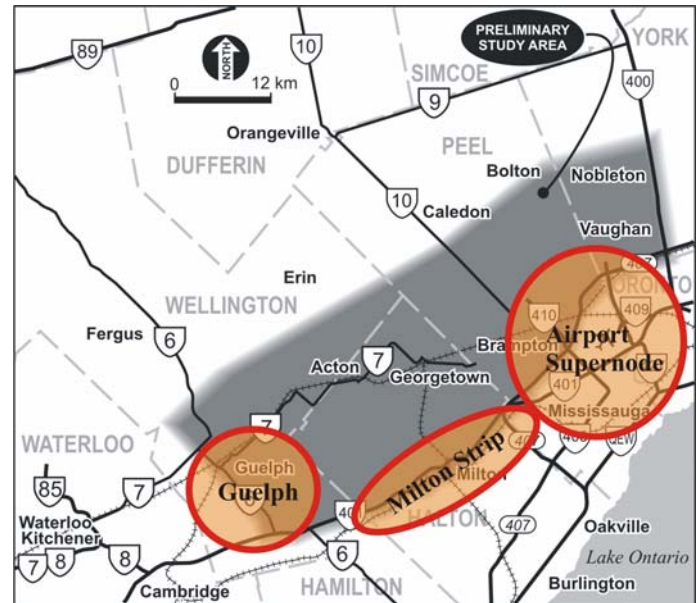 PRELIMINARY
STUDY AREA
YORK
89
10
NORTH
0 12 km
SIMCOE
400
9
Orangeville
PEEL
DUFFERIN
Bolton
Nobleton
10
Caledon
Vaughan
Erin
407
WELLINGTON
410
409
Fergus
6
Airport
Supernode
Brampton
7
Acton
Georgetown
401
Mississauga
7
WATERLOO
Guelph
Guelph
Milton Strip
Milton
QEW
85
7
HALTON
Waterloo
Kitchener
6
407
Oakville
8
8
7
Lake Ontario
Cambridge
HAMILTON
Burlington